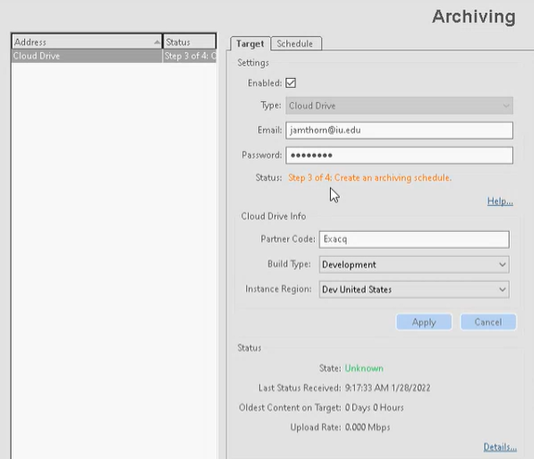 Archiving
Address Status
Cloud Drive Step 3 of 4: C
Target Schedule
Settings
Enabled:
Type: Cloud Drive
Email: jamthorn@iu.edu
Password: ●●●●●●●●
Status: Step 3 of 4: Create an archiving schedule.
Help...
Cloud Drive Info
Partner Code: Exacq
Build Type: Development
Instance Region: Dev United States
Apply Cancel
Status
State: Unknown
Last Status Received: 9:17:33 AM 1/28/2022
Oldest Content on Target: 0 Days 0 Hours
Upload Rate: 0.000 Mbps
Details...